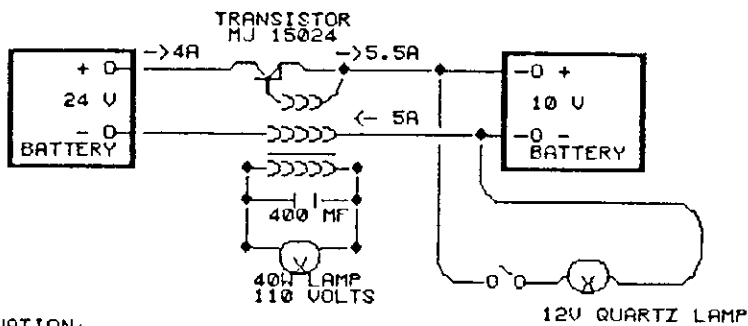 TRANSISTOR
MJ 15024
->4A
->5.5A
+ O
-O +
24 V
10 V
<- 5A
- O
-O -
BATTERY
BATTERY
400 MF
40W LAMP
110 VOLTS
12V QUARTZ LAMP